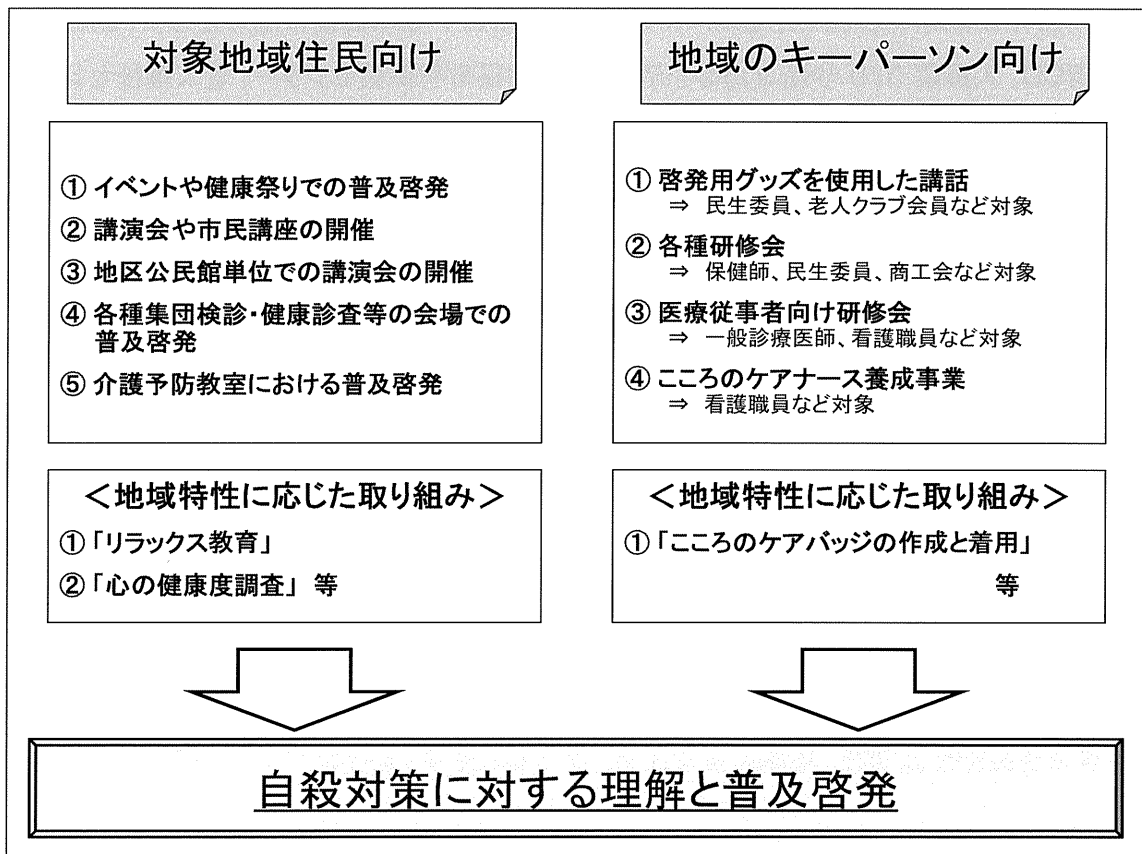 対象地域住民向け
① イベントや健康祭りでの普及啓発
② 講演会や市民講座の開催
③ 地区公民館単位での講演会の開催
④ 各種集団検診・健康診査等の会場での
普及啓発
⑤ 介護予防教室における普及啓発
＜地域特性に応じた取り組み＞
① 「リラックス教育」
② 「心の健康度調査」 等
地域のキーパーソン向け
① 啓発用グッズを使用した講話
⇒ 民生委員、老人クラブ会員など対象
② 各種研修会
⇒ 保健師、民生委員、商工会など対象
③ 医療従事者向け研修会
⇒ 一般診療医師、看護職員など対象
④ こころのケアナース養成事業
⇒ 看護職員など対象
＜地域特性に応じた取り組み＞
① 「こころのケアバッジの作成と着用」
等
自殺対策に対する理解と普及啓発